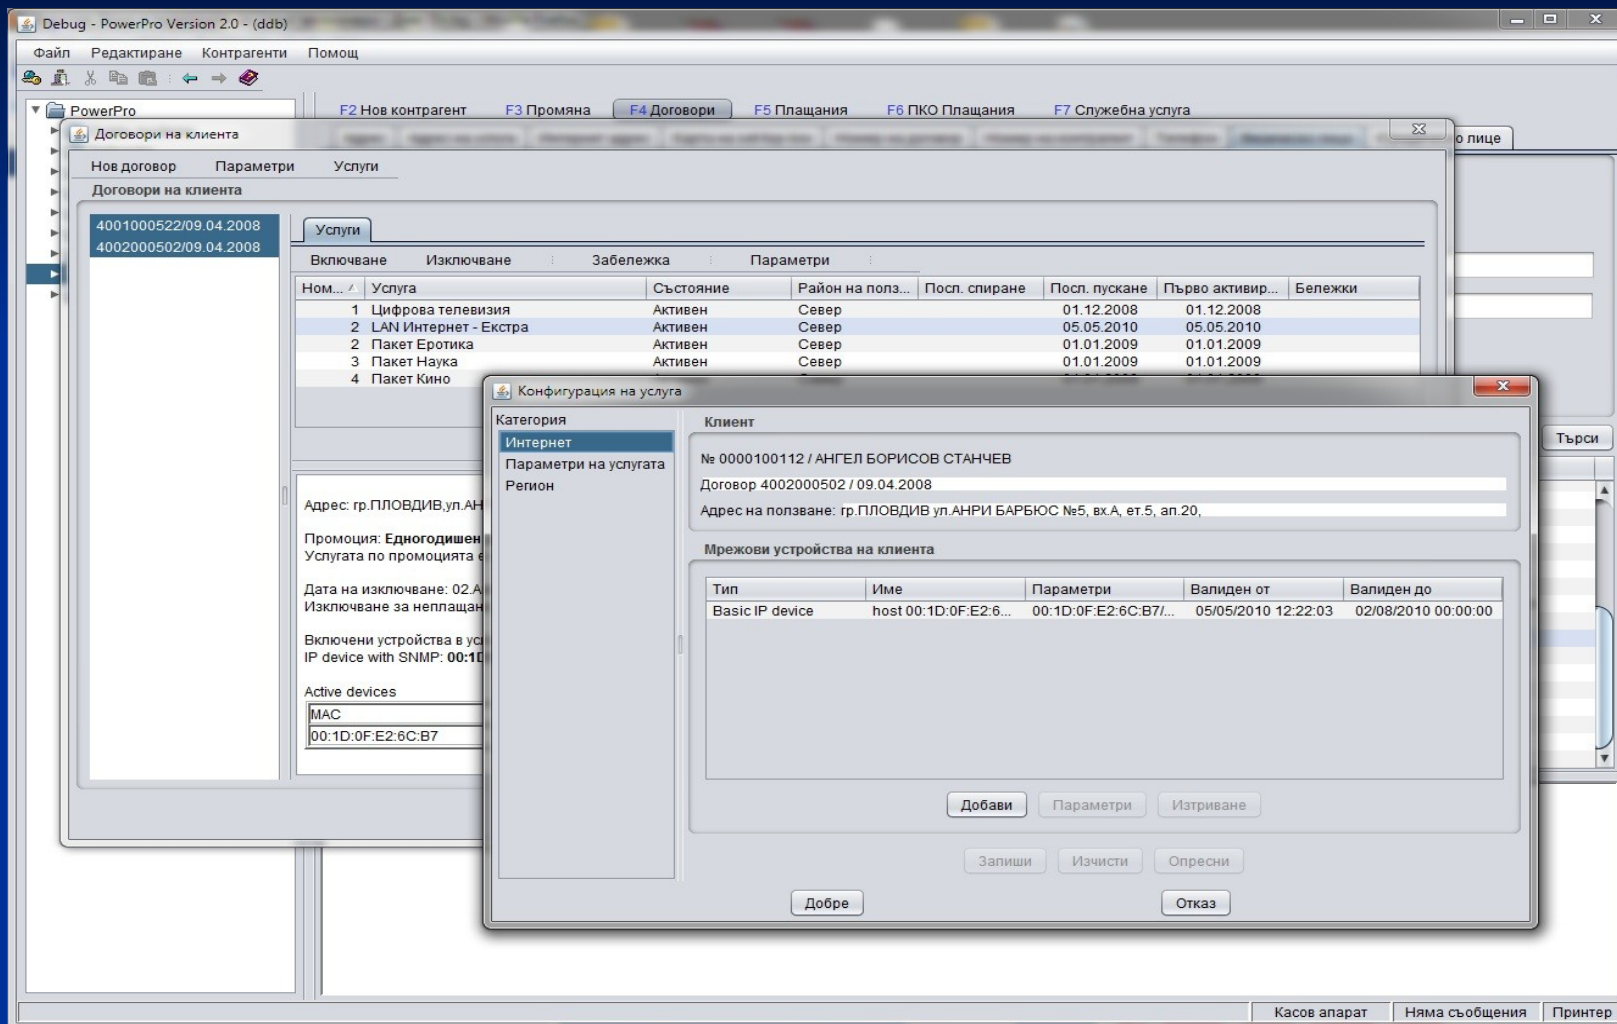 Debug - PowerPro Version 2.0 - (ddb)
Файл Редактиране Контрагенти Помощ
PowerPro
F2 Нов контрагент F3 Промяна F4 Договори F5 Плащания F6 ПКО Плащания F7 Служебна услуга
Договори на клиента
о лице
Нов договор Параметри Услуги
Договори на клиента
4001000522/09.04.2008
4002000502/09.04.2008
Услуги
Включване Изключване Забележка Параметри
Ном... Услуга Състояние Район на полз... Посл. спиране Посл. пускане Първо активир... Бележки
1 Цифрова телевизия Активен Север 01.12.2008 01.12.2008
2 LAN Интернет - Екстра Активен Север 05.05.2010 05.05.2010
2 Пакет Еротика Активен Север 01.01.2009 01.01.2009
3 Пакет Наука Активен Север 01.01.2009 01.01.2009
4 Пакет Кино
Адрес: гр.ПЛОВДИВ,ул.АН
Промоция: Едногодишен
Услугата по промоцията е
Дата на изключване: 02.А
Изключване за неплащан
Включени устройства в усл
IP device with SNMP: 00:1D
Active devices
MAC
00:1D:0F:E2:6C:B7
Конфигурация на услуга
Категория
Интернет
Параметри на услугата
Регион
Клиент
№ 0000100112 / АНГЕЛ БОРИСОВ СТАНЧЕВ
Договор 4002000502 / 09.04.2008
Адрес на ползване: гр.ПЛОВДИВ ул.АНРИ БАРБЮС №5, вх.А, ет.5, ап.20,
Мрежови устройства на клиента
Тип Име Параметри Валиден от Валиден до
Basic IP device host 00:1D:0F:E2:6... 00:1D:0F:E2:6C:B7/... 05/05/2010 12:22:03 02/08/2010 00:00:00
Добави Параметри Изтриване
Запиши Изчисти Опресни
Добре Отказ
Търси
Касов апарат Няма съобщения Принтер